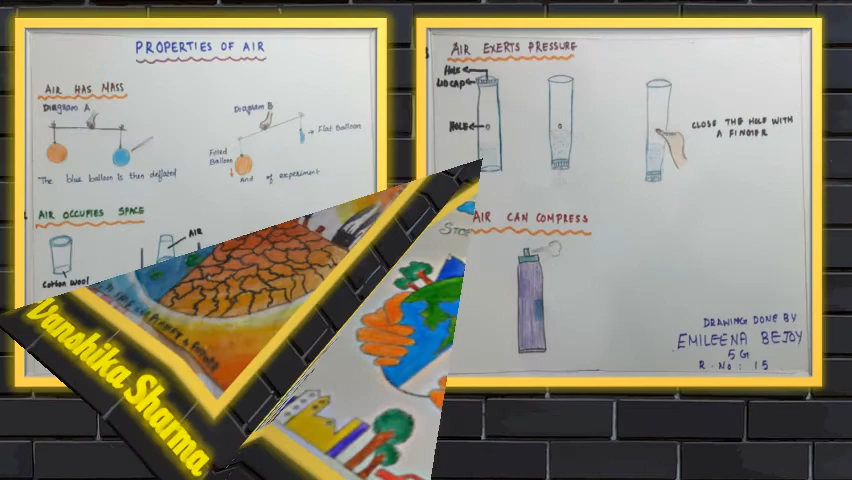 PROPERTIES OF AIR
AIR HAS MASS
Diagram A
Diagram B
Flat Balloon
Filled
Balloon
The blue balloon is then deflated
End of experiment
AIR OCCUPIES SPACE
AIR
Cotton wool
AIR EXERTS PRESSURE
HOLE
LID CAP
HOLE
CLOSE THE HOLE WITH
A FINGER
AIR CAN COMPRESS
DRAWING DONE BY
EMILEENA BEJOY
5 G
R.No: 15
Vanshika Sharma